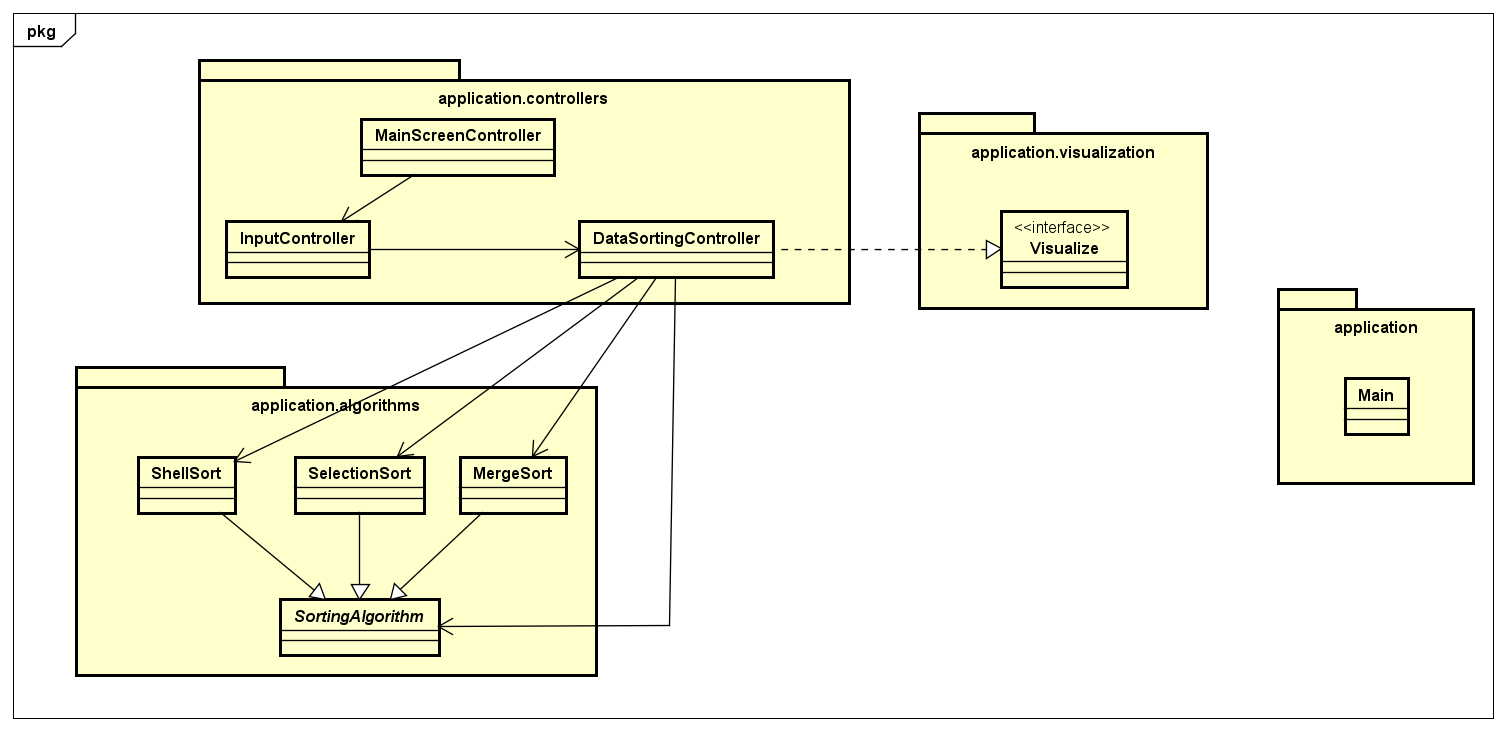 pkg
application.controllers
MainScreenController
InputController
DataSortingController
application.visualization
<<interface>>
Visualize
application
Main
application.algorithms
ShellSort
SelectionSort
MergeSort
SortingAlgorithm